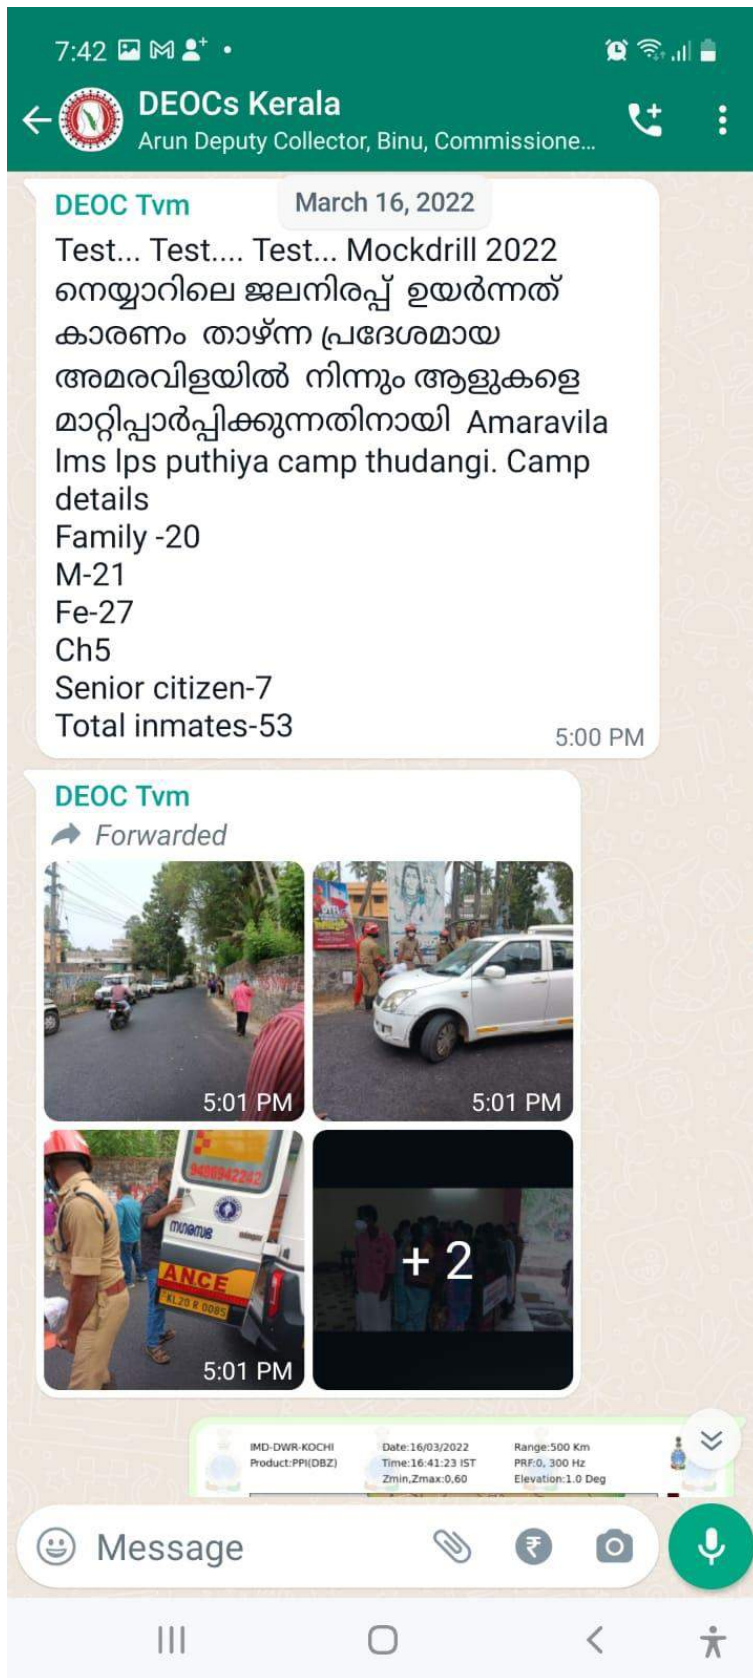 7:42
DEOCs Kerala
Arun Deputy Collector, Binu, Commissione...
March 16, 2022
DEOC Tvm
Test... Test.... Test... Mockdrill 2022
നെയ്യാറിലെ ജലനിരപ്പ് ഉയർന്നത്
കാരണം താഴ്ന്ന പ്രദേശമായ
അമരവിളയിൽ നിന്നും ആളുകളെ
മാറ്റിപ്പാർപ്പിക്കുന്നതിനായി Amaravila
lms lps puthiya camp thudangi. Camp
details
Family -20
M-21
Fe-27
Ch5
Senior citizen-7
Total inmates-53
5:00 PM
DEOC Tvm
Forwarded
5:01 PM
5:01 PM
9496942242
ANCE
KL20 R 0085
5:01 PM
+ 2
IMD-DWR-KOCHI
Product:PPI(DBZ)
Date:16/03/2022
Time:16:41:23 IST
Zmin,Zmax:0,60
Range:500 Km
PRF:0, 300 Hz
Elevation:1.0 Deg
Message